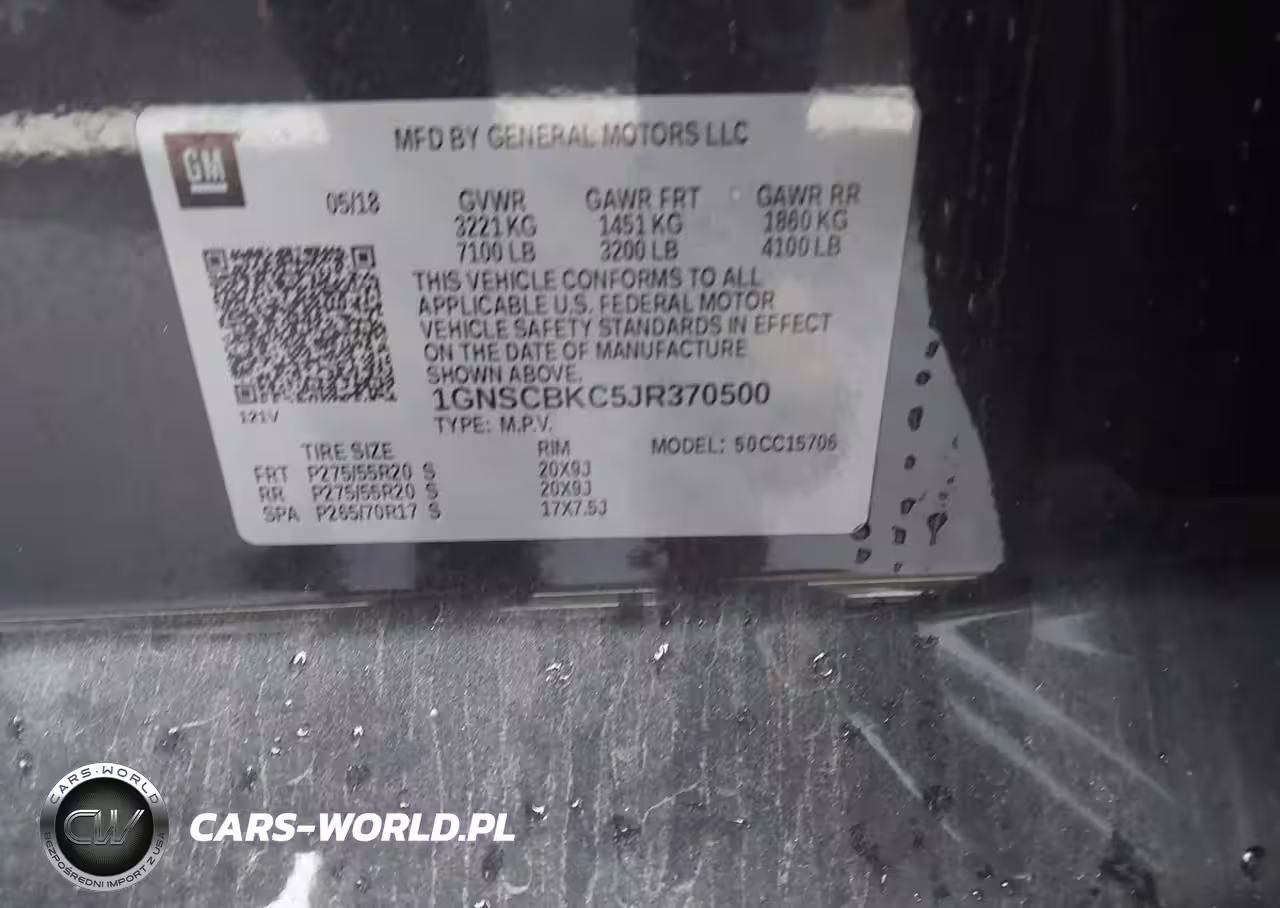 MFD BY GENERAL MOTORS LLC
GM
05/18 GVWR GAWR FRT GAWR RR
3221 KG 1451 KG 1860 KG
7100 LB 3200 LB 4100 LB
THIS VEHICLE CONFORMS TO ALL
APPLICABLE U.S. FEDERAL MOTOR
VEHICLE SAFETY STANDARDS IN EFFECT
ON THE DATE OF MANUFACTURE
SHOWN ABOVE.
1GNSCBKC5JR370500
121V
TYPE: M.P.V.
MODEL: 50CC15706
TIRE SIZE RIM
FRT P275/55R20 S 20X9J
RR P275/55R20 S 20X9J
SPA P265/70R17 S 17X7.5J
CARS-WORLD
CW
BEZPOŚREDNI IMPORT Z USA
CARS-WORLD.PL